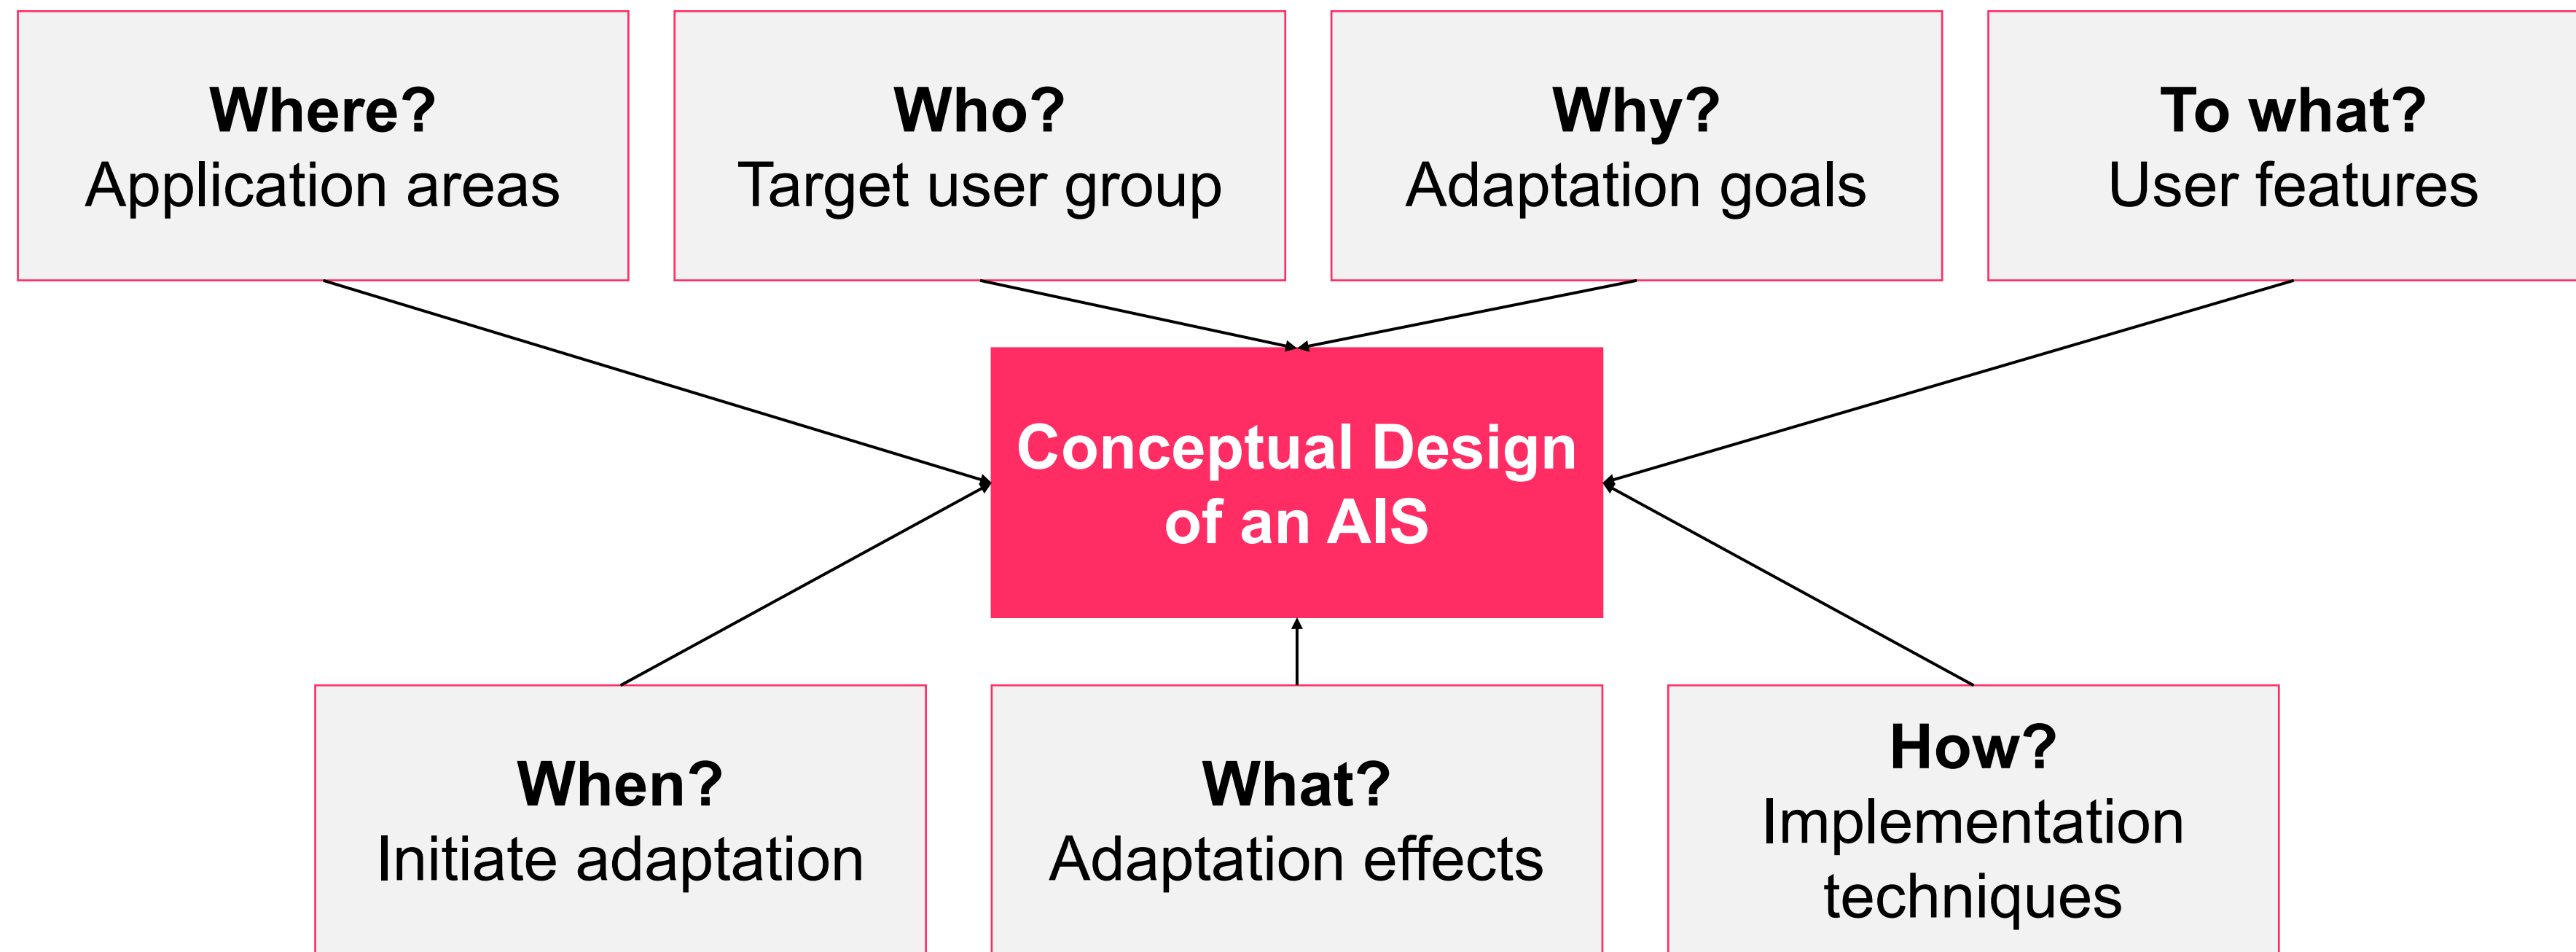 Where?
Application areas
Who?
Target user group
Why?
Adaptation goals
To what?
User features
Conceptual Design
of an AIS
When?
Initiate adaptation
What?
Adaptation effects
How?
Implementation
techniques